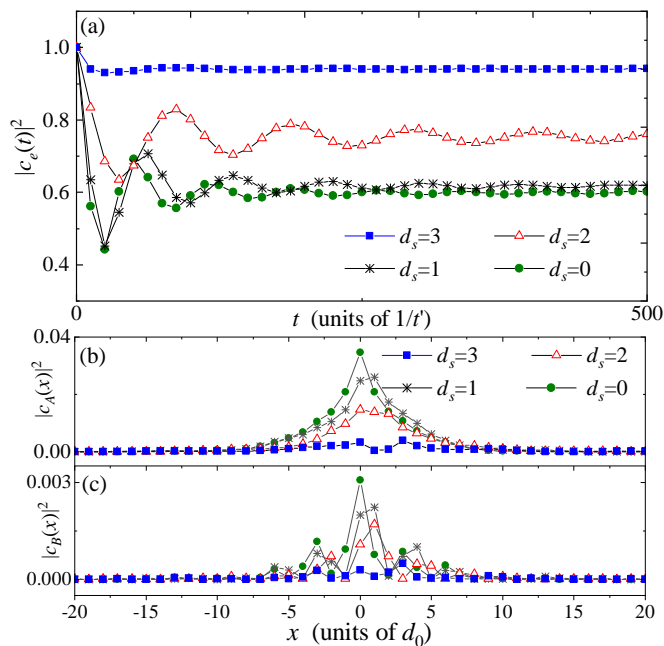 (a)
|c_e(t)|^2
1.0
0.8
0.6
0.4
d_s=3 d_s=2
d_s=1 d_s=0
0 500
t (units of 1/t')
(b)
|c_A(x)|^2
0.04
0.00
d_s=3 d_s=2
d_s=1 d_s=0
(c)
|c_B(x)|^2
0.003
0.000
-20 -15 -10 -5 0 5 10 15 20
x (units of d_0)